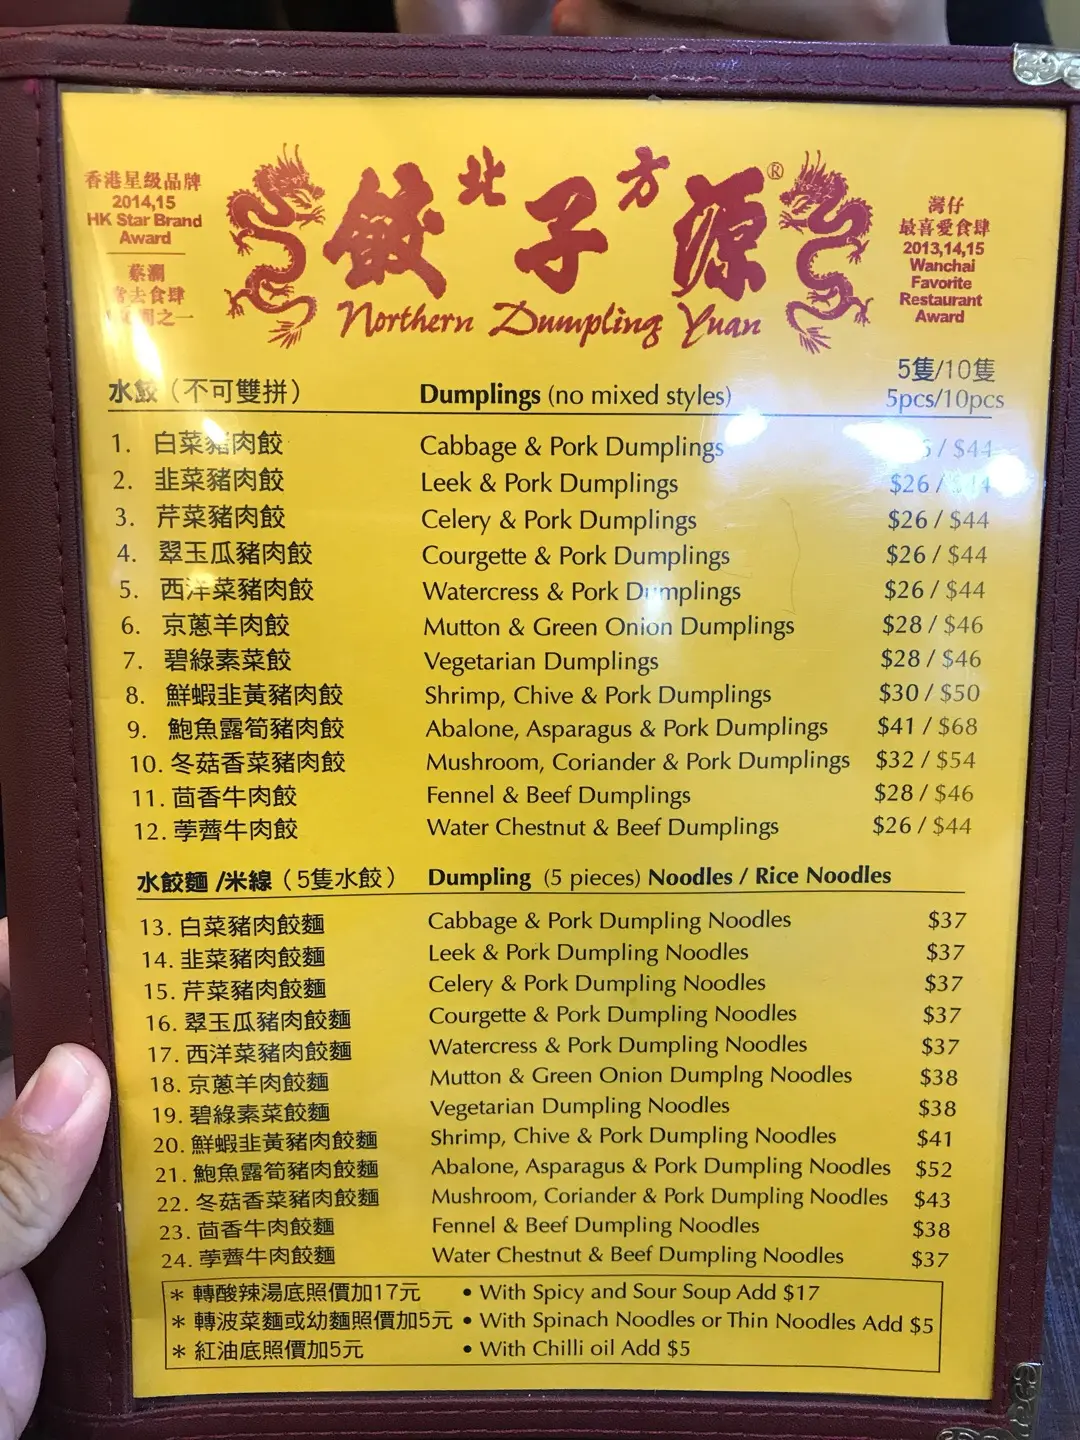 香港星级品牌
2014,15
HK Star Brand
Award
蔡瀾
去食肆
之一
餃北子方源®
Northern Dumpling Yuan
灣仔
最喜愛食肆
2013,14,15
Wanchai
Favorite
Restaurant
Award
水餃（不可雙拼） Dumplings (no mixed styles) 5隻/10隻
5pcs/10pcs
1. 白菜豬肉餃 Cabbage & Pork Dumplings / $44
2. 韭菜豬肉餃 Leek & Pork Dumplings $26 /
3. 芹菜豬肉餃 Celery & Pork Dumplings $26 / $44
4. 翠玉瓜豬肉餃 Courgette & Pork Dumplings $26 / $44
5. 西洋菜豬肉餃 Watercress & Pork Dumplings $26 / $44
6. 京蔥羊肉餃 Mutton & Green Onion Dumplings $28 / $46
7. 碧綠素菜餃 Vegetarian Dumplings $28 / $46
8. 鮮蝦韭黃豬肉餃 Shrimp, Chive & Pork Dumplings $30 / $50
9. 鮑魚露筍豬肉餃 Abalone, Asparagus & Pork Dumplings $41 / $68
10. 冬菇香菜豬肉餃 Mushroom, Coriander & Pork Dumplings $32 / $54
11. 茴香牛肉餃 Fennel & Beef Dumplings $28 / $46
12. 荸薺牛肉餃 Water Chestnut & Beef Dumplings $26 / $44
水餃麵 /米線（5隻水餃） Dumpling (5 pieces) Noodles / Rice Noodles
13. 白菜豬肉餃麵 Cabbage & Pork Dumpling Noodles $37
14. 韭菜豬肉餃麵 Leek & Pork Dumpling Noodles $37
15. 芹菜豬肉餃麵 Celery & Pork Dumpling Noodles $37
16. 翠玉瓜豬肉餃麵 Courgette & Pork Dumpling Noodles $37
17. 西洋菜豬肉餃麵 Watercress & Pork Dumpling Noodles $37
18. 京蔥羊肉餃麵 Mutton & Green Onion Dumplng Noodles $38
19. 碧綠素菜餃麵 Vegetarian Dumpling Noodles $38
20. 鮮蝦韭黃豬肉餃麵 Shrimp, Chive & Pork Dumpling Noodles $41
21. 鮑魚露筍豬肉餃麵 Abalone, Asparagus & Pork Dumpling Noodles $52
22. 冬菇香菜豬肉餃麵 Mushroom, Coriander & Pork Dumpling Noodles $43
23. 茴香牛肉餃麵 Fennel & Beef Dumpling Noodles $38
24. 荸薺牛肉餃麵 Water Chestnut & Beef Dumpling Noodles $37
* 轉酸辣湯底照價加17元 • With Spicy and Sour Soup Add $17
* 轉波菜麵或幼麵照價加5元 • With Spinach Noodles or Thin Noodles Add $5
* 紅油底照價加5元 • With Chilli oil Add $5